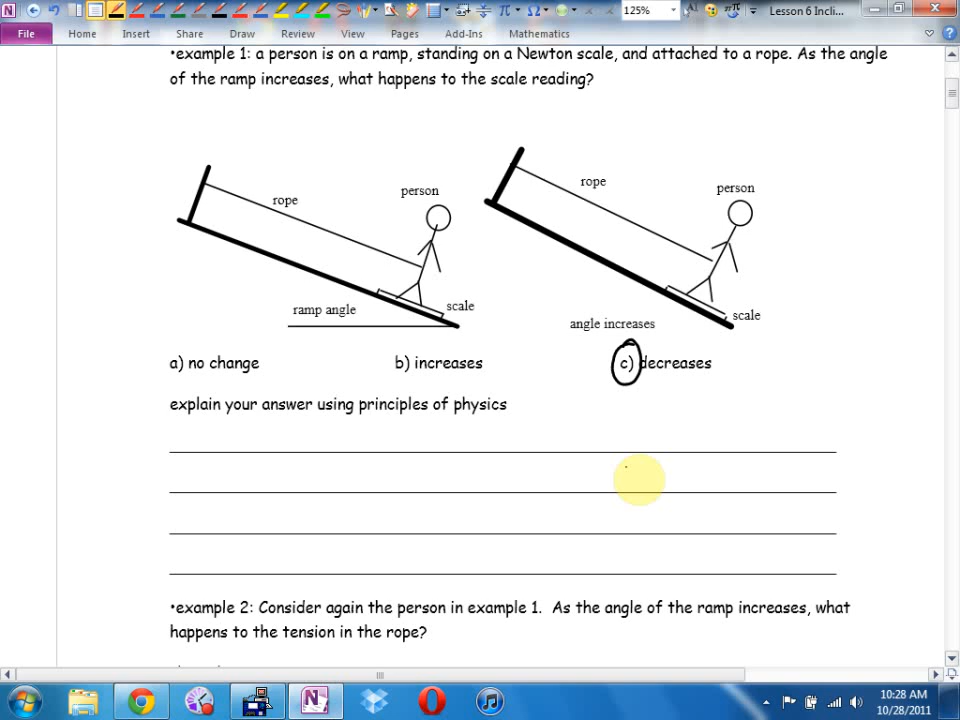 125%
Lesson 6 Incli...
File Home Insert Share Draw Review View Pages Add-Ins Mathematics
•example 1: a person is on a ramp, standing on a Newton scale, and attached to a rope. As the angle
of the ramp increases, what happens to the scale reading?
rope
person
ramp angle
scale
rope
person
angle increases
scale
a) no change b) increases c) decreases
explain your answer using principles of physics
•example 2: Consider again the person in example 1. As the angle of the ramp increases, what
happens to the tension in the rope?
10:28 AM
10/28/2011